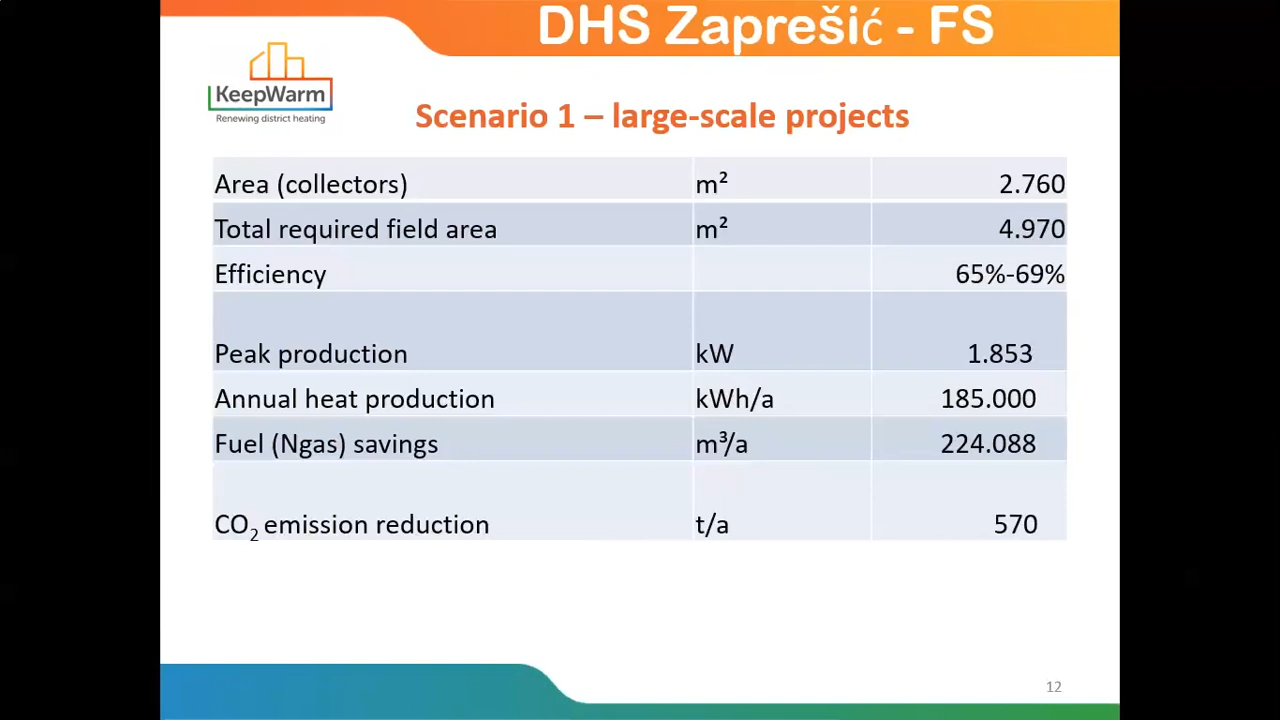 DHS Zaprešić - FS
KeepWarm
Renewing district heating
Scenario 1 – large-scale projects
Area (collectors) m² 2.760
Total required field area m² 4.970
Efficiency 65%-69%
Peak production kW 1.853
Annual heat production kWh/a 185.000
Fuel (Ngas) savings m³/a 224.088
CO₂ emission reduction t/a 570
12